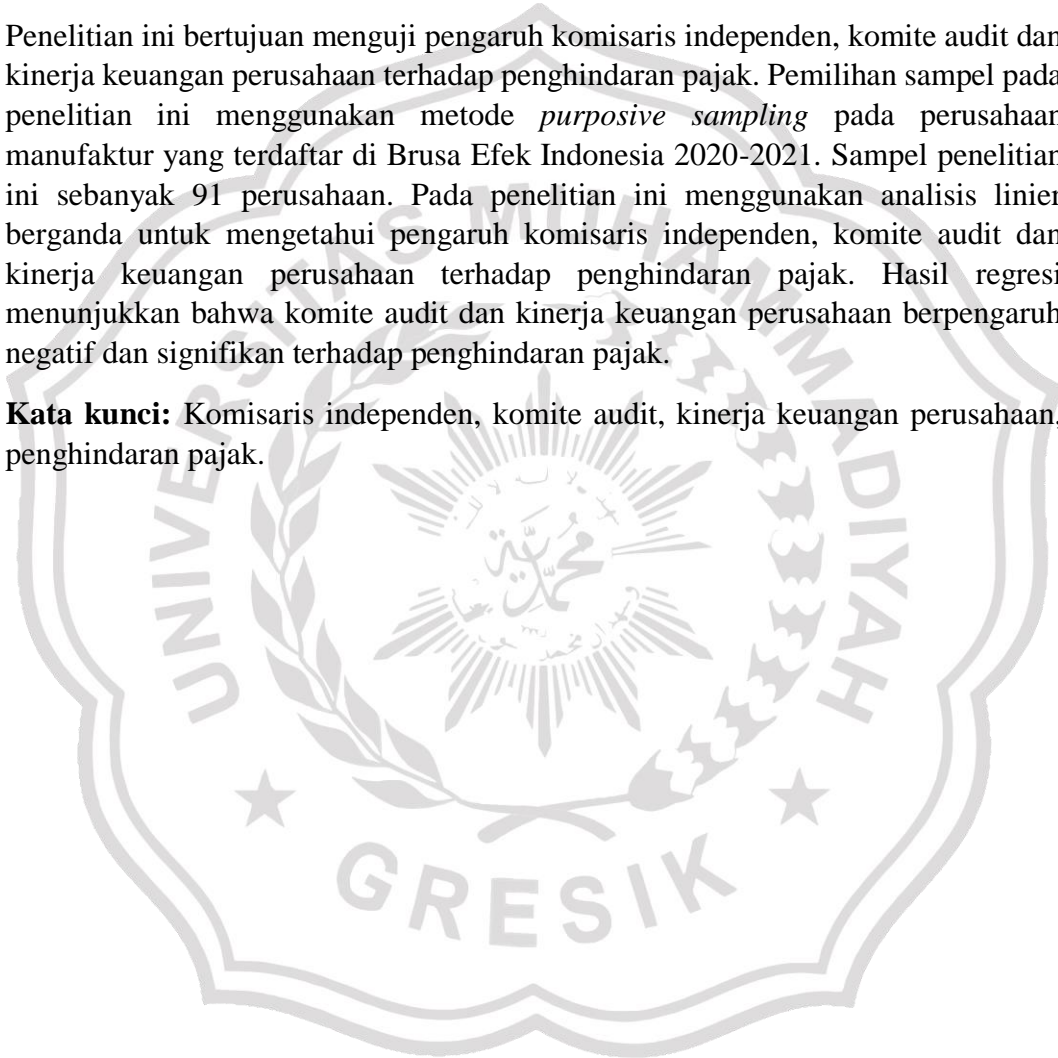 Penelitian ini bertujuan menguji pengaruh komisaris independen, komite audit dan
kinerja keuangan perusahaan terhadap penghindaran pajak. Pemilihan sampel pada
penelitian ini menggunakan metode purposive sampling pada perusahaan
manufaktur yang terdaftar di Brusa Efek Indonesia 2020-2021. Sampel penelitian
ini sebanyak 91 perusahaan. Pada penelitian ini menggunakan analisis linier
berganda untuk mengetahui pengaruh komisaris independen, komite audit dan
kinerja keuangan perusahaan terhadap penghindaran pajak. Hasil regresi
menunjukkan bahwa komite audit dan kinerja keuangan perusahaan berpengaruh
negatif dan signifikan terhadap penghindaran pajak.
Kata kunci: Komisaris independen, komite audit, kinerja keuangan perusahaan,
penghindaran pajak.
UNIVERSITAS MUHAMMADIYAH
GRESIK